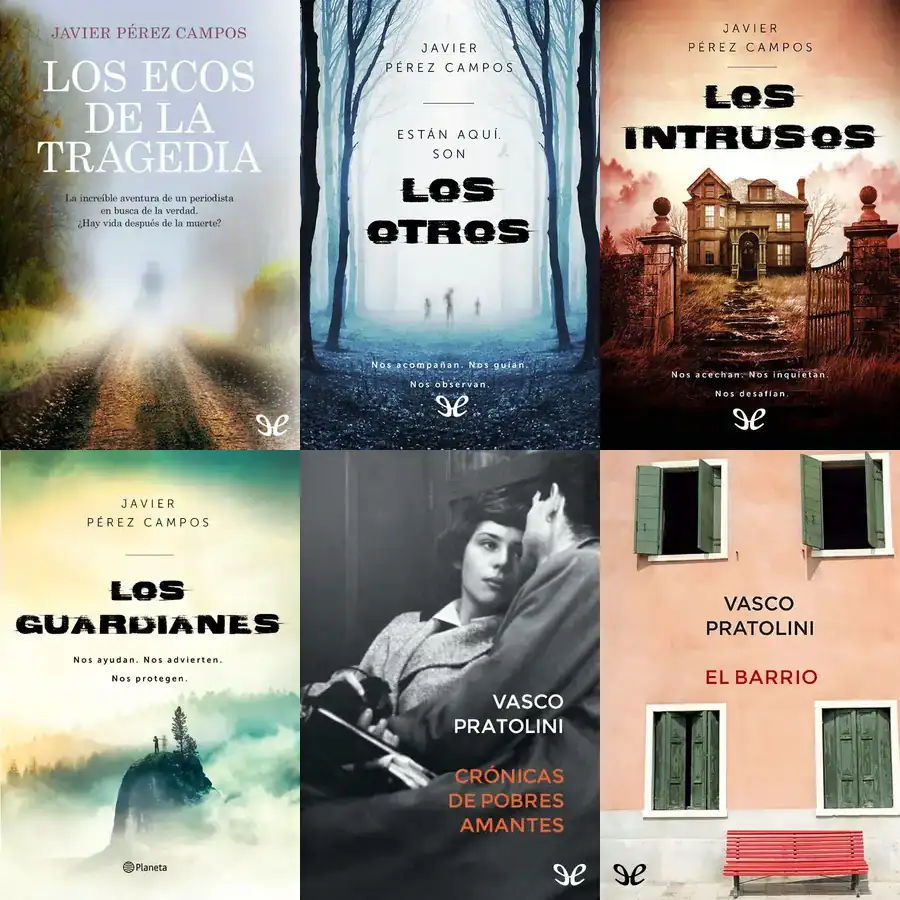 JAVIER PÉREZ CAMPOS
LOS ECOS
DE LA
TRAGEDIA
La increíble aventura de un periodista
en busca de la verdad.
¿Hay vida después de la muerte?
JAVIER
PÉREZ CAMPOS
ESTÁN AQUÍ.
SON
LOS
OTROS
Nos acompañan. Nos guían.
Nos observan.
JAVIER
PÉREZ CAMPOS
LOS
INTRUSOS
Nos acechan. Nos inquietan.
Nos desafían.
JAVIER
PÉREZ CAMPOS
LOS
GUARDIANES
Nos ayudan. Nos advierten.
Nos protegen.
Planeta
VASCO
PRATOLINI
CRÓNICAS
DE POBRES
AMANTES
VASCO
PRATOLINI
EL BARRIO